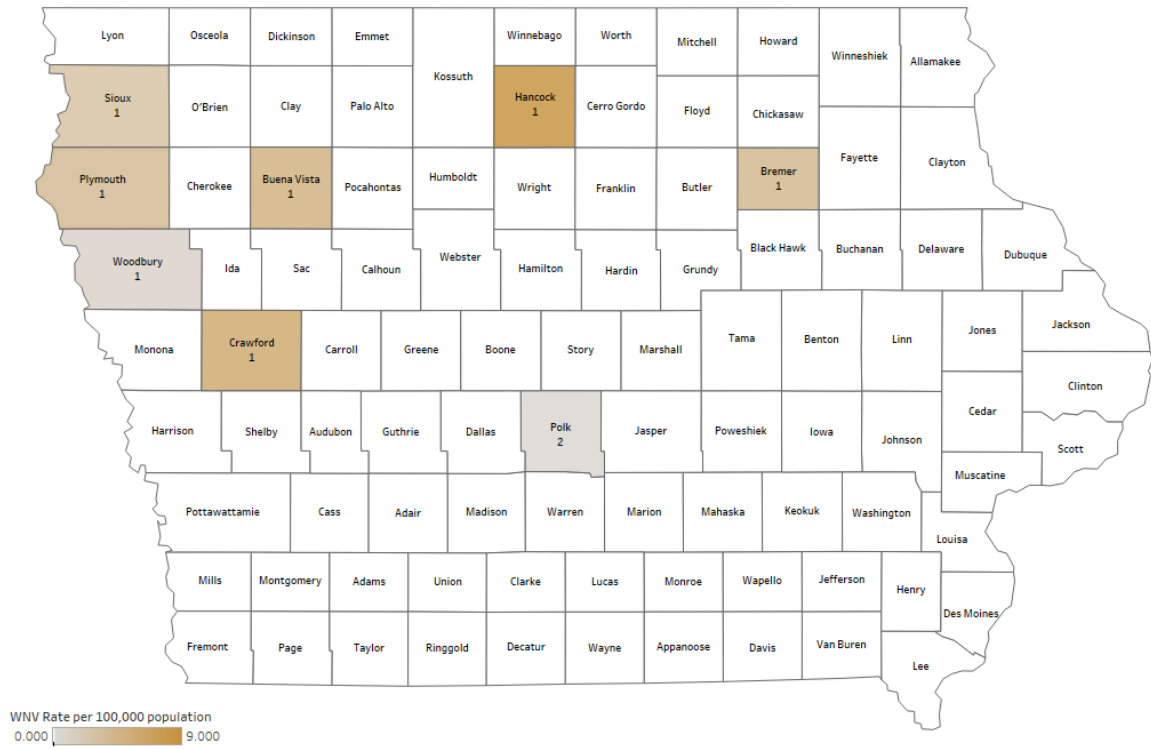 Lyon
Osceola
Dickinson
Emmet
Kossuth
Winnebago
Worth
Mitchell
Howard
Winneshiek
Allamakee
Sioux
1
O'Brien
Clay
Palo Alto
Hancock
1
Cerro Gordo
Floyd
Chickasaw
Fayette
Clayton
Plymouth
1
Cherokee
Buena Vista
1
Pocahontas
Humboldt
Wright
Franklin
Butler
Bremer
1
Woodbury
1
Ida
Sac
Calhoun
Webster
Hamilton
Hardin
Grundy
Black Hawk
Buchanan
Delaware
Dubuque
Monona
Crawford
1
Carroll
Greene
Boone
Story
Marshall
Tama
Benton
Linn
Jones
Jackson
Clinton
Harrison
Shelby
Audubon
Guthrie
Dallas
Polk
2
Jasper
Poweshiek
Iowa
Johnson
Cedar
Scott
Muscatine
Pottawattamie
Cass
Adair
Madison
Warren
Marion
Mahaska
Keokuk
Washington
Louisa
Mills
Montgomery
Adams
Union
Clarke
Lucas
Monroe
Wapello
Jefferson
Henry
Des Moines
Fremont
Page
Taylor
Ringgold
Decatur
Wayne
Appanoose
Davis
Van Buren
Lee
WNV Rate per 100,000 population
0.000 9.000